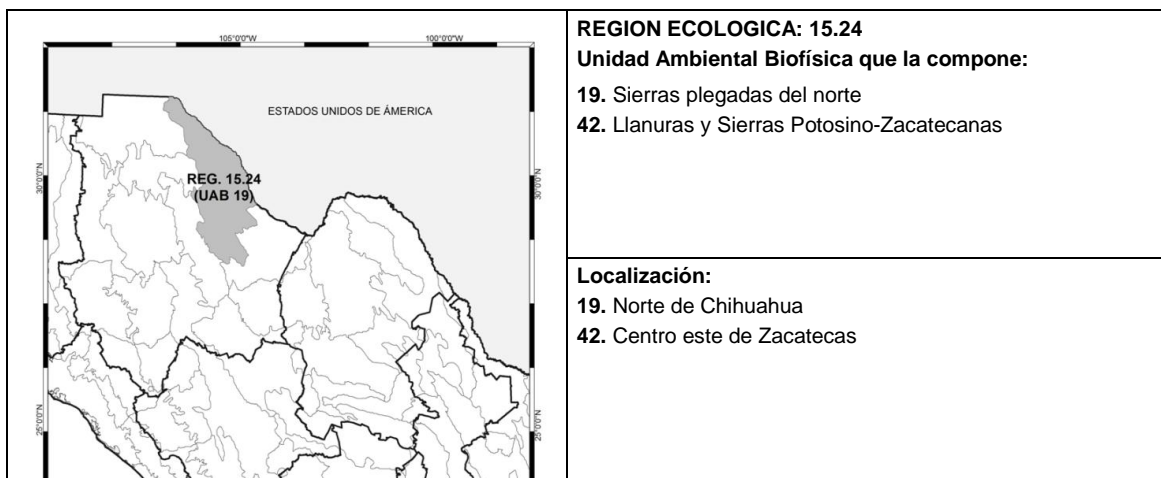 105°0'0"W
100°0'0"W
ESTADOS UNIDOS DE ÁMERICA
30°0'0"N
30°0'0"N
REG. 15.24
(UAB 19)
25°0'0"N
25°0'0"N
REGION ECOLOGICA: 15.24
Unidad Ambiental Biofísica que la compone:
19. Sierras plegadas del norte
42. Llanuras y Sierras Potosino-Zacatecanas
Localización:
19. Norte de Chihuahua
42. Centro este de Zacatecas